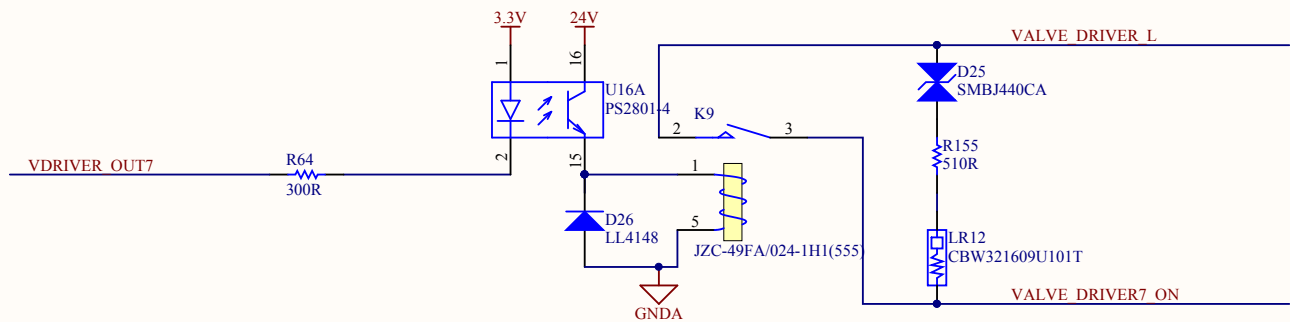 3.3V
24V
VALVE_DRIVER_L
1
16
U16A
PS2801-4
D25
SMBJ440CA
K9
2
3
VDRIVER_OUT7
R64
300R
2
15
1
R155
510R
D26
LL4148
5
JZC-49FA/024-1H1(555)
LR12
CBW321609U101T
VALVE_DRIVER7_ON
GNDA